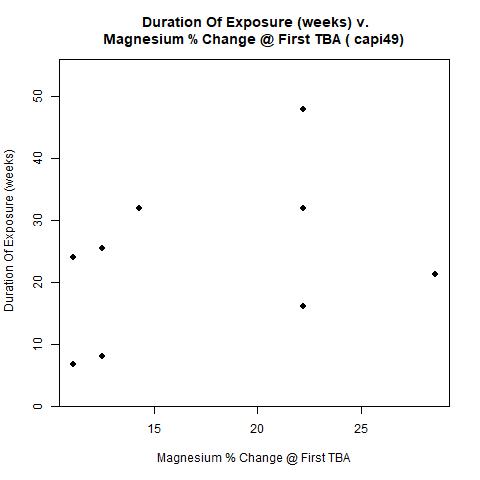 Duration Of Exposure (weeks) v.
Magnesium % Change @ First TBA ( capi49)
Duration Of Exposure (weeks)
50
40
30
20
10
0
15 20 25
Magnesium % Change @ First TBA